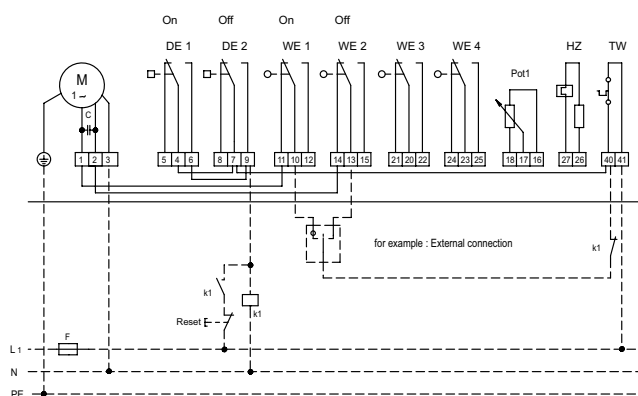 On Off On Off
DE 1 DE 2 WE 1 WE 2 WE 3 WE 4 HZ TW
Pot1
M
1 ~
C
1 2 3 5 4 6 8 7 9 11 10 12 14 13 15 21 20 22 24 23 25 18 17 16 27 26 40 41
for example : External connection
k1
k1
k1
Reset
L1
F
N
PE